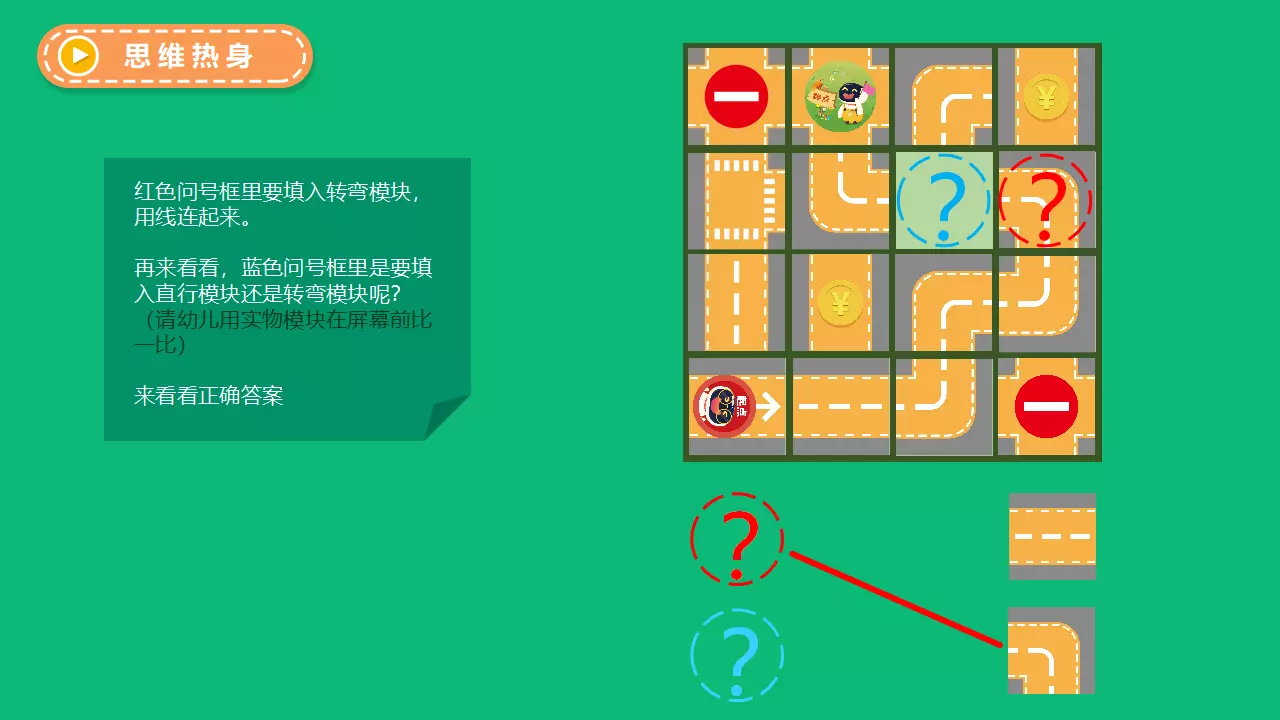 思维热身
红色问号框里要填入转弯模块，
用线连起来。
再来看看，蓝色问号框里是要填
入直行模块还是转弯模块呢？
（请幼儿用实物模块在屏幕前比
一比）
来看看正确答案
¥
? ?
¥
起点
?
?